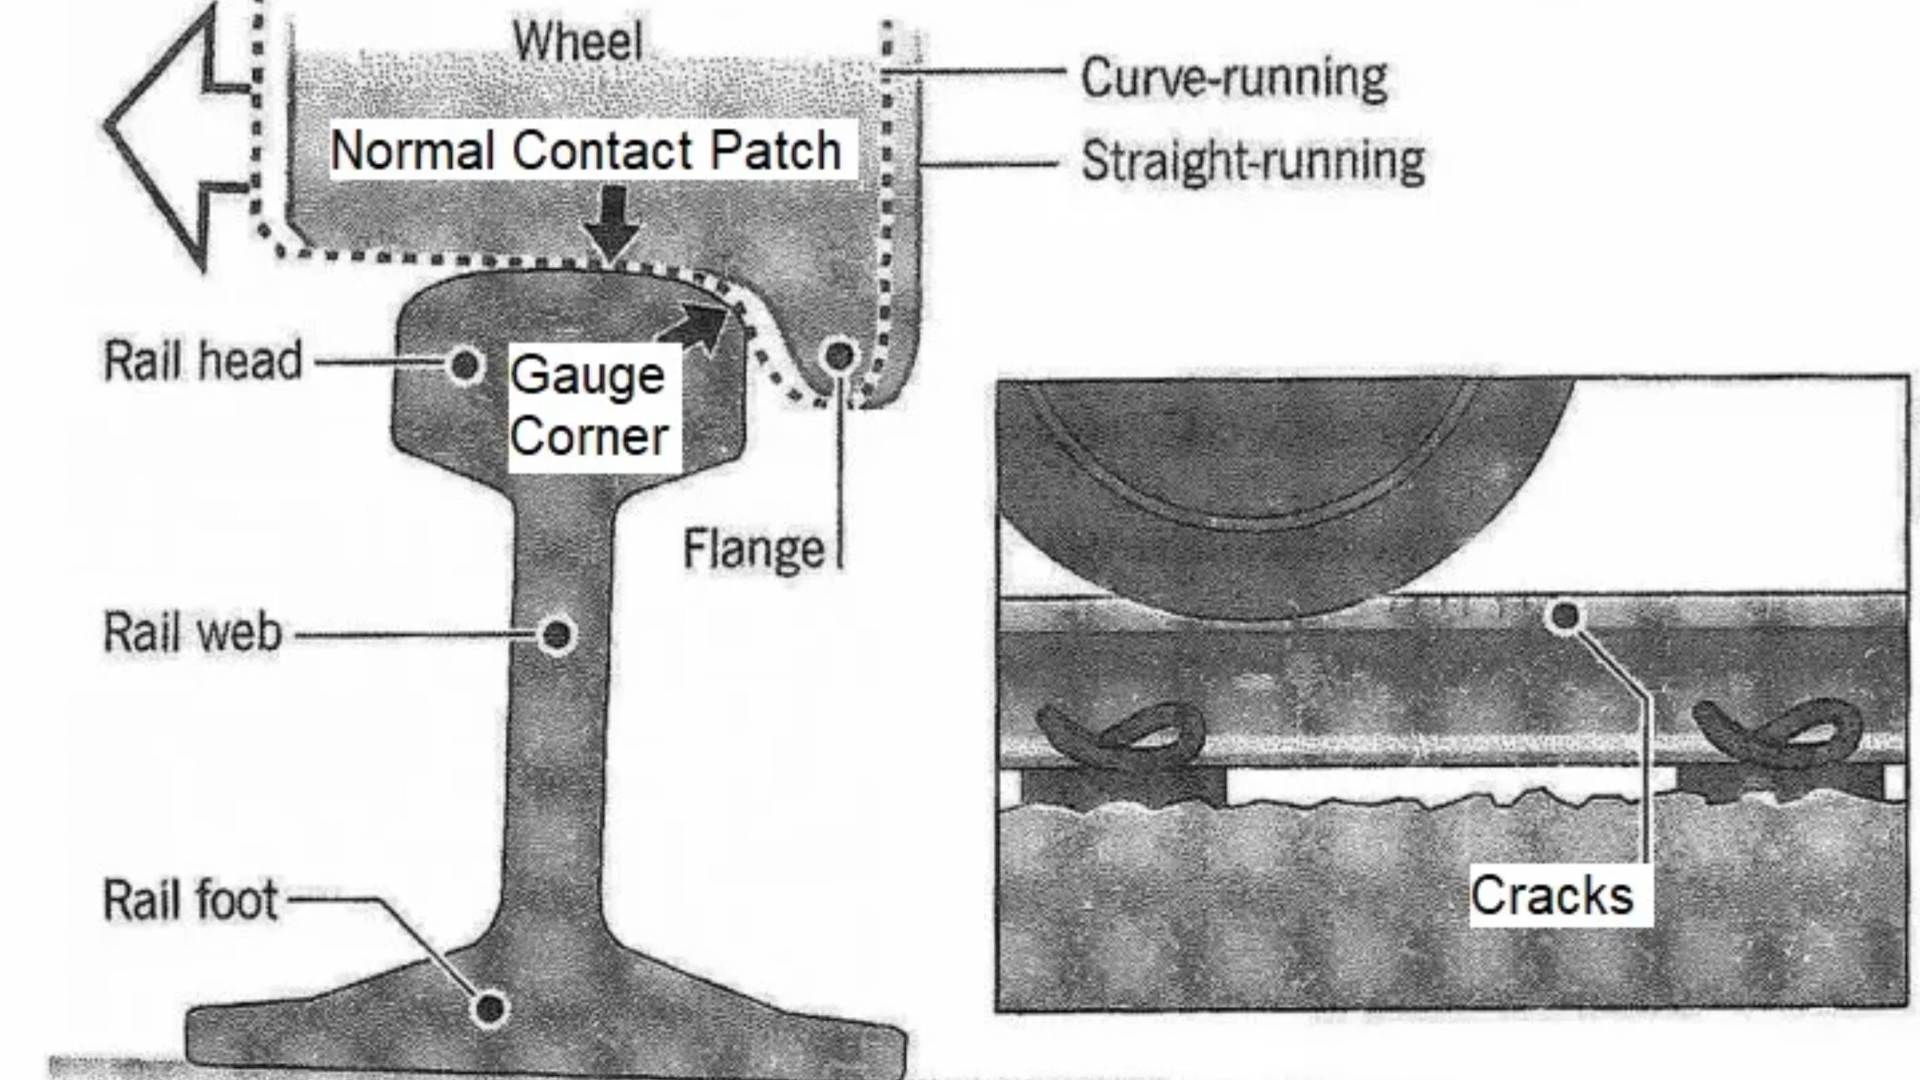 Wheel
Curve-running
Normal Contact Patch
Straight-running
Rail head
Gauge
Corner
Flange
Rail web
Cracks
Rail foot